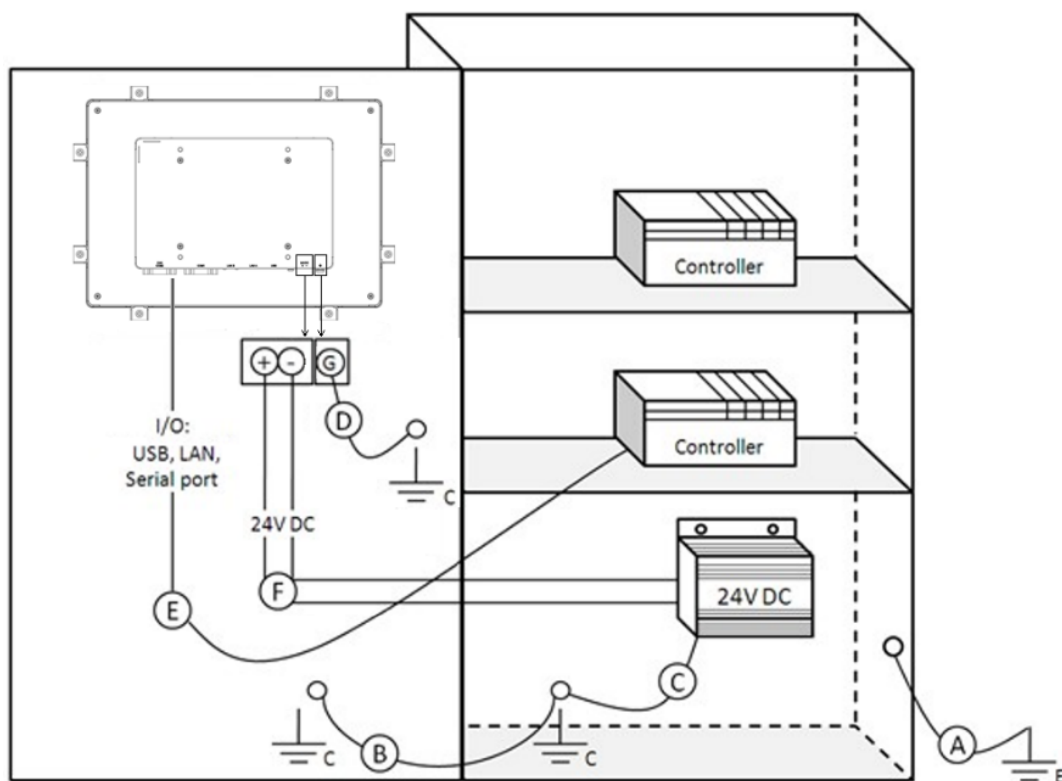 Controller
+
-
G
D
I/O:
USB, LAN,
Serial port
Controller
C
24V DC
F
24V DC
E
C
B
C
C
A